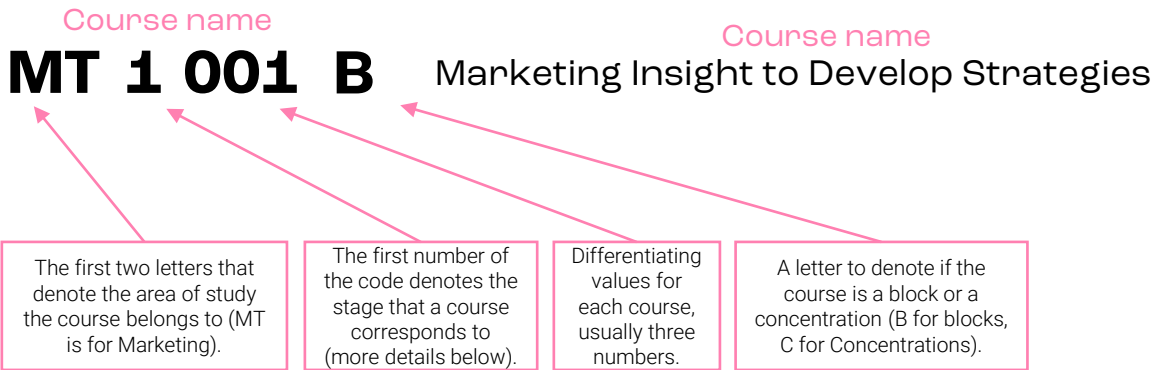 Course name
MT 1 001 B
Course name
Marketing Insight to Develop Strategies
The first two letters that
denote the area of study
the course belongs to (MT
is for Marketing).
The first number of
the code denotes the
stage that a course
corresponds to
(more details below).
Differentiating
values for
each course,
usually three
numbers.
A letter to denote if the
course is a block or a
concentration (B for blocks,
C for Concentrations).